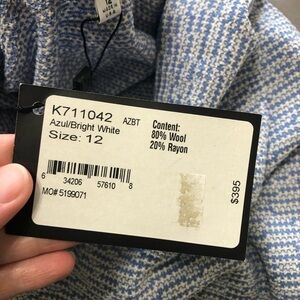 12
K711042 AZBT
Azul/Bright White
Size: 12
Content:
80% Wool
20% Rayon
6 34206 57610 8
MO# 5199071
$395